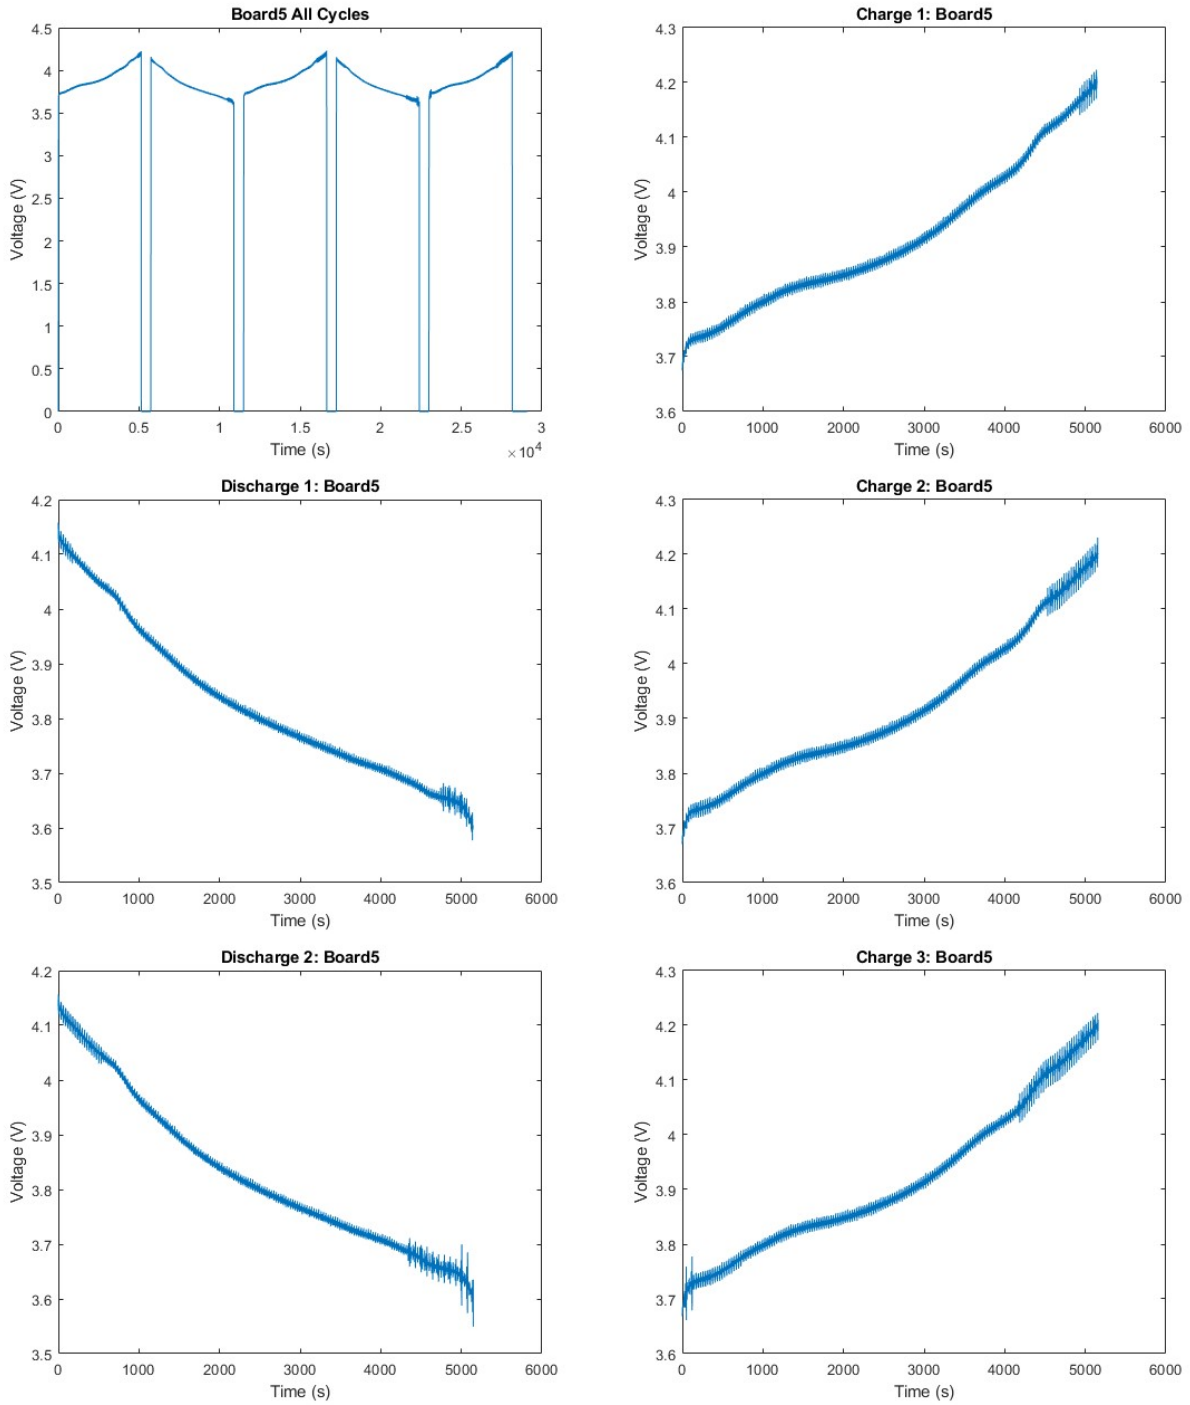 Board5 All Cycles
4.5
4
3.5
3
2.5
2
1.5
1
0.5
0
Voltage (V)
0 0.5 1 1.5 2 2.5 3
Time (s)
×10⁴
Charge 1: Board5
4.3
4.2
4.1
4
3.9
3.8
3.7
3.6
Voltage (V)
0 1000 2000 3000 4000 5000 6000
Time (s)
Discharge 1: Board5
4.2
4.1
4
3.9
3.8
3.7
3.6
3.5
Voltage (V)
0 1000 2000 3000 4000 5000 6000
Time (s)
Charge 2: Board5
4.3
4.2
4.1
4
3.9
3.8
3.7
3.6
Voltage (V)
0 1000 2000 3000 4000 5000 6000
Time (s)
Discharge 2: Board5
4.2
4.1
4
3.9
3.8
3.7
3.6
3.5
Voltage (V)
0 1000 2000 3000 4000 5000 6000
Time (s)
Charge 3: Board5
4.3
4.2
4.1
4
3.9
3.8
3.7
3.6
Voltage (V)
0 1000 2000 3000 4000 5000 6000
Time (s)